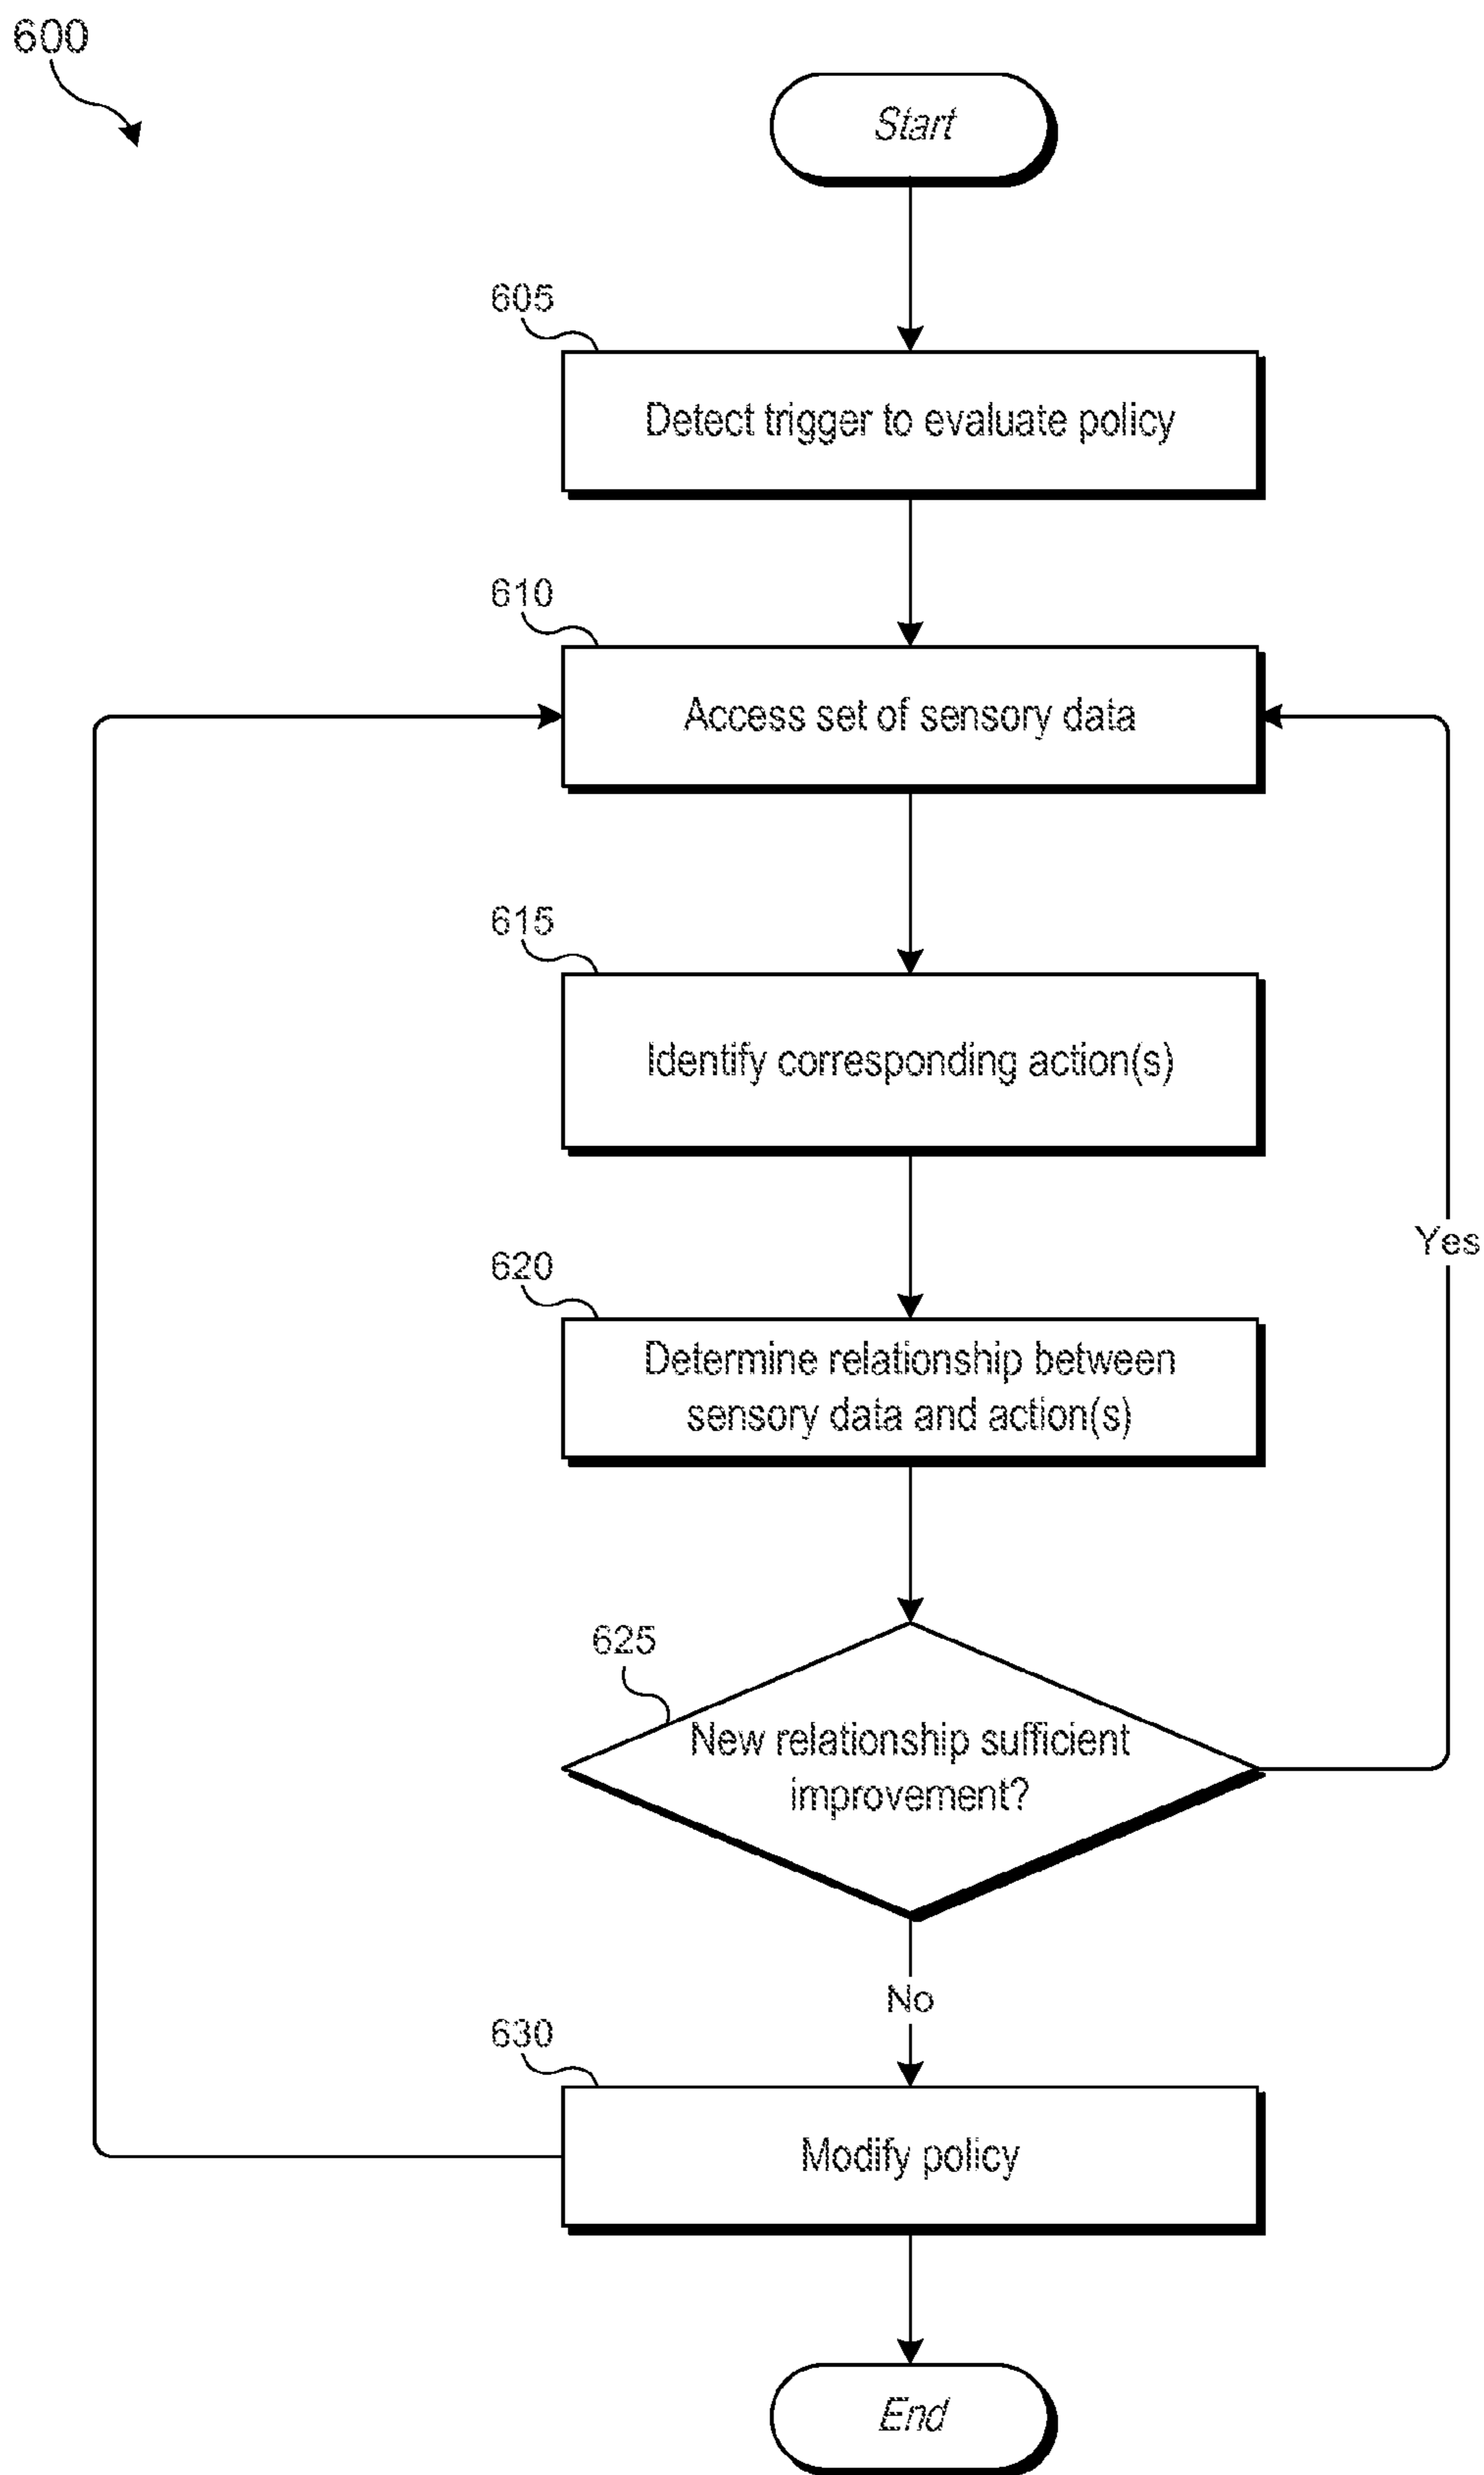 600
Start
605
Detect trigger to evaluate policy
610
Access set of sensory data
615
Identify corresponding action(s)
Yes
620
Determine relationship between
sensory data and action(s)
625
New relationship sufficient
improvement?
No
630
Modify policy
End